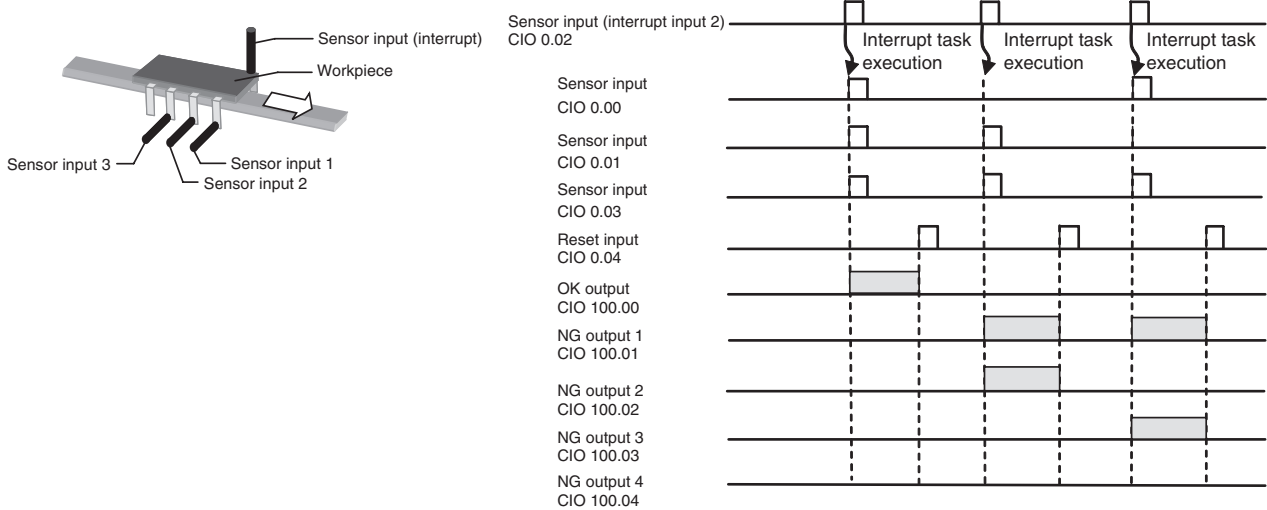 Sensor input (interrupt)
Workpiece
Sensor input 3
Sensor input 1
Sensor input 2
Sensor input (interrupt input 2)
CIO 0.02
Interrupt task
execution
Interrupt task
execution
Interrupt task
execution
Sensor input
CIO 0.00
Sensor input
CIO 0.01
Sensor input
CIO 0.03
Reset input
CIO 0.04
OK output
CIO 100.00
NG output 1
CIO 100.01
NG output 2
CIO 100.02
NG output 3
CIO 100.03
NG output 4
CIO 100.04